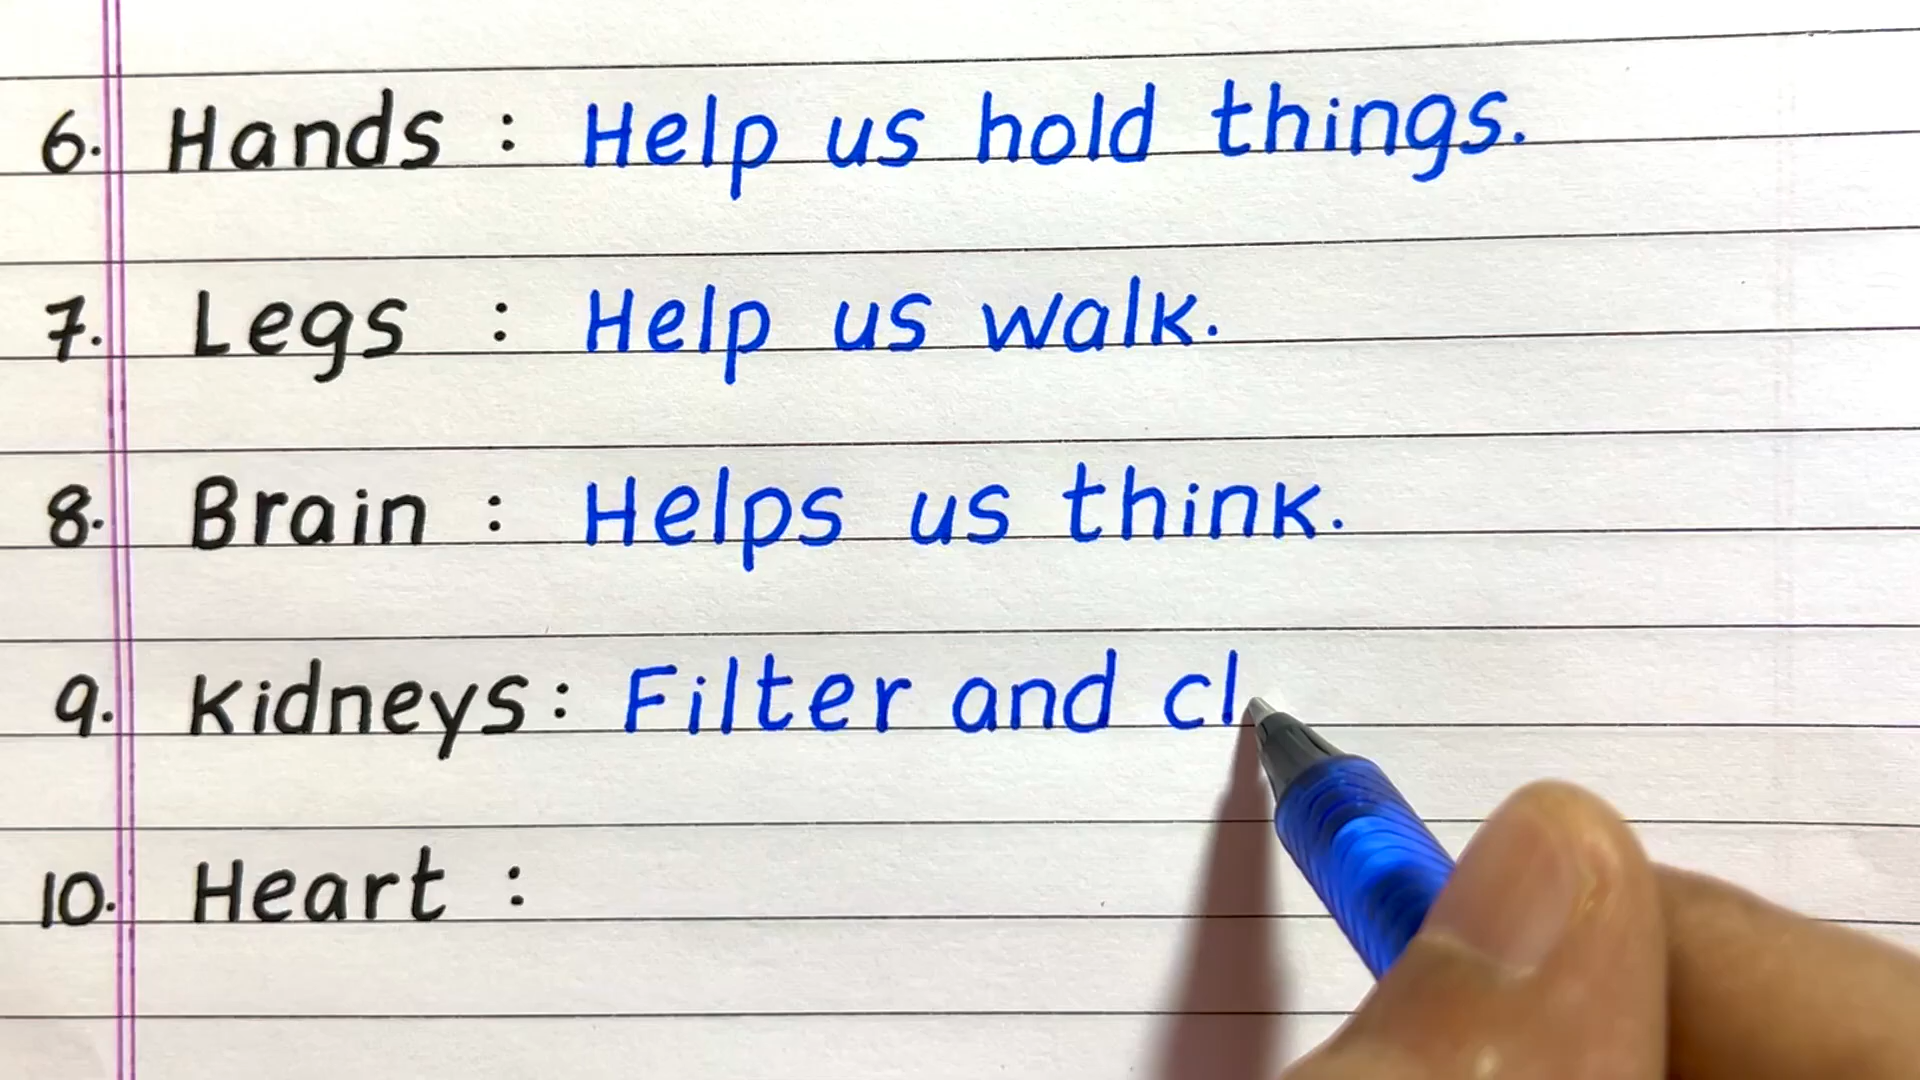 6. Hands : Help us hold things.
7. Legs : Help us walk.
8. Brain : Helps us think.
9. Kidneys: Filter and cl
10. Heart :